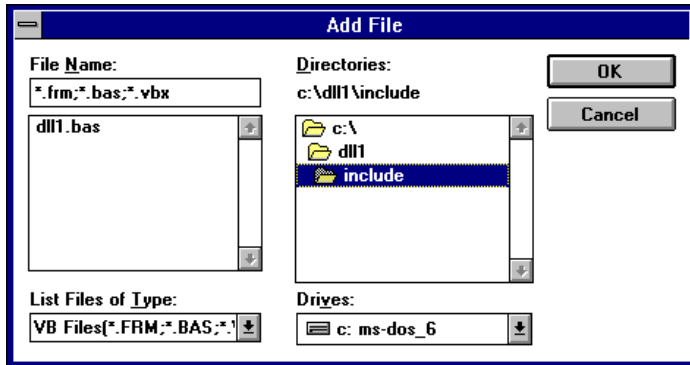 Add File
File Name:
*.frm;*.bas;*.vbx
dll1.bas
List Files of Type:
VB Files(*.FRM;*.BAS;*.
Directories:
c:\dll1\include
c:\
dll1
include
Drives:
c: ms-dos_6
OK
Cancel